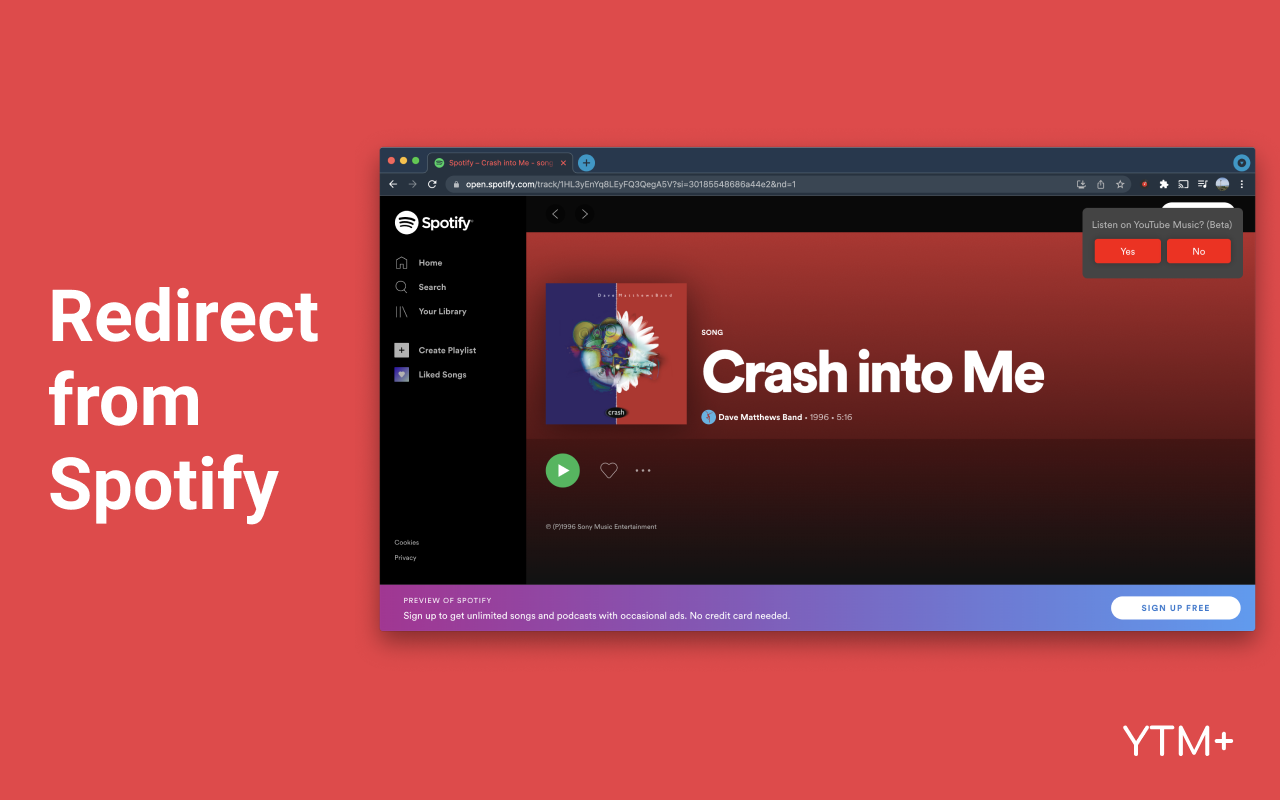 Redirect
from
Spotify
Spotify – Crash into Me - song
open.spotify.com/track/1HL3yEnYq8LEyFQ3QegA5V?si=30185548686a44e2&nd=1
Spotify
Listen on YouTube Music? (Beta)
Yes
No
Home
Search
Your Library
Create Playlist
Liked Songs
Dave Matthews Band
crash
SONG
Crash into Me
Dave Matthews Band • 1996 • 5:16
℗ (P)1996 Sony Music Entertainment
Cookies
Privacy
PREVIEW OF SPOTIFY
Sign up to get unlimited songs and podcasts with occasional ads. No credit card needed.
SIGN UP FREE
YTM+